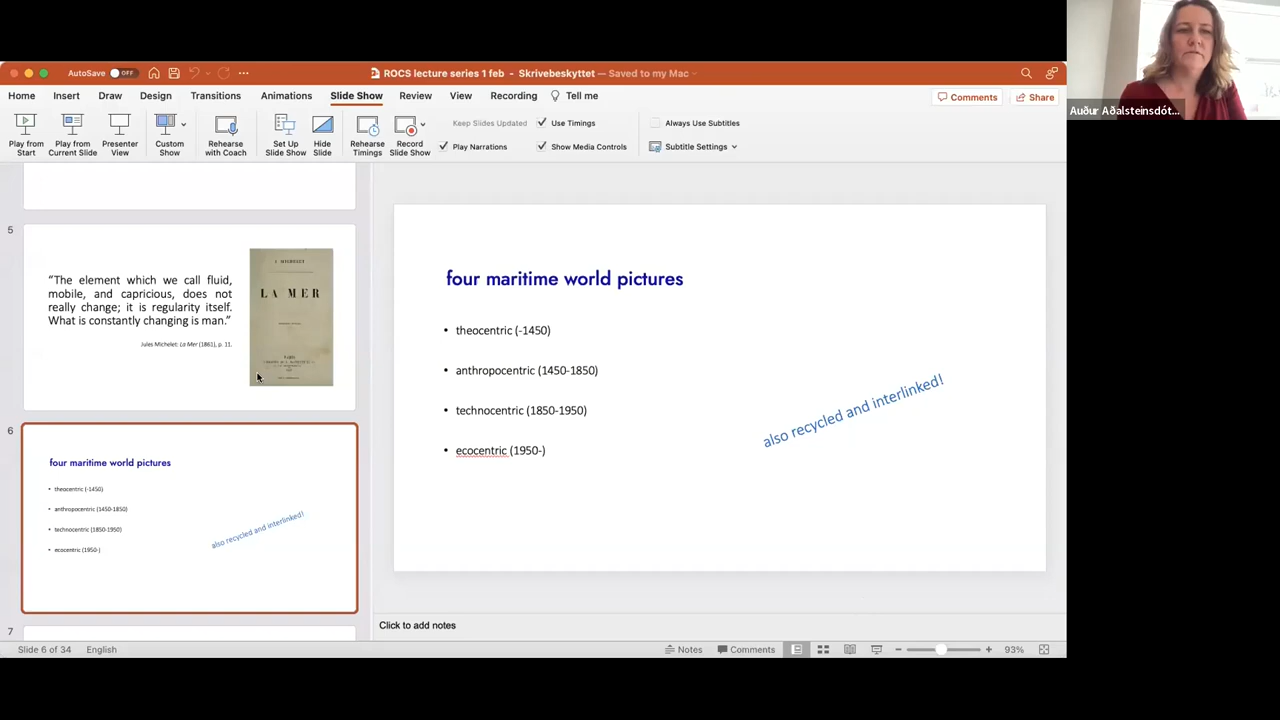 AutoSave OFF
ROCS lecture series 1 feb - Skrivebeskyttet — Saved to my Mac
Home Insert Draw Design Transitions Animations Slide Show Review View Recording Tell me
Comments Share
Play from Start
Play from Current Slide
Presenter View
Custom Show
Rehearse with Coach
Set Up Slide Show
Hide Slide
Rehearse Timings
Record Slide Show
Keep Slides Updated
Use Timings
Play Narrations
Show Media Controls
Always Use Subtitles
Subtitle Settings
Auður Aðalsteinsdót...
5
“The element which we call fluid,
mobile, and capricious, does not
really change; it is regularity itself.
What is constantly changing is man.”
Jules Michelet: La Mer (1861), p. 11.
J. MICHELET
LA MER
6
four maritime world pictures
• theocentric (-1450)
• anthropocentric (1450-1850)
• technocentric (1850-1950)
• ecocentric (1950-)
also recycled and interlinked!
7
four maritime world pictures
• theocentric (-1450)
• anthropocentric (1450-1850)
• technocentric (1850-1950)
• ecocentric (1950-)
also recycled and interlinked!
Click to add notes
Slide 6 of 34 English
Notes Comments 93%